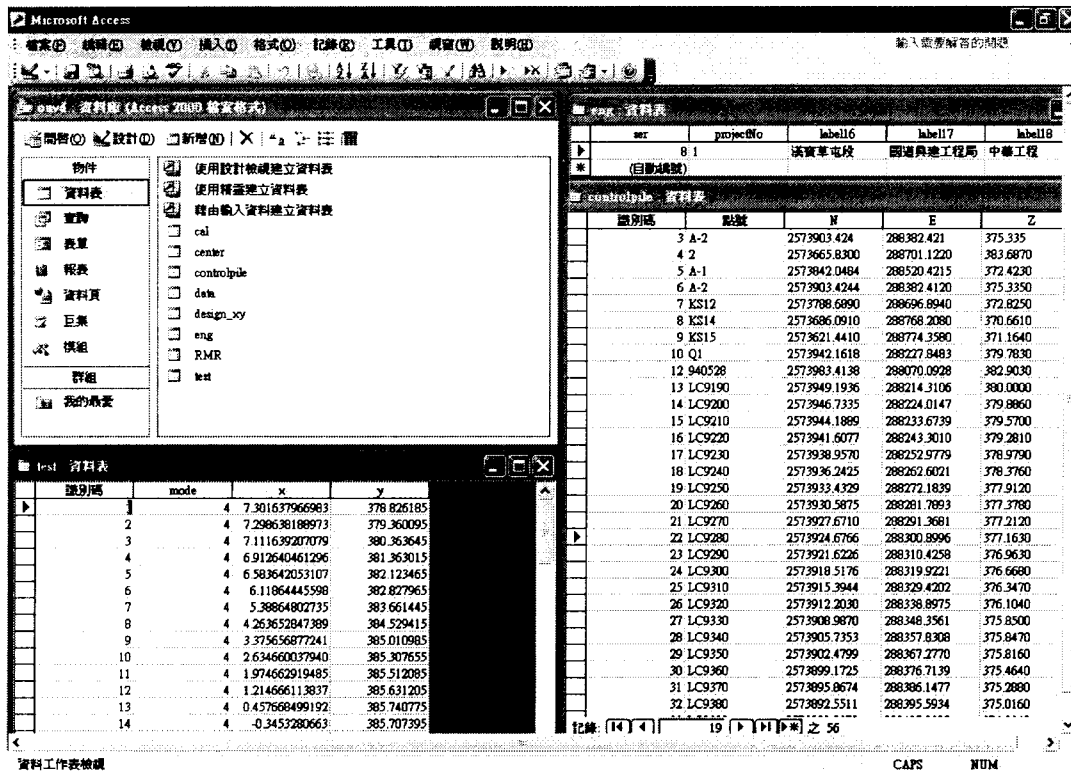 Microsoft Access
檔案(F) 編輯(E) 檢視(V) 插入(I) 格式(O) 記錄(R) 工具(T) 視窗(W) 說明(H) 輸入需要解答的問題
資料庫 (Access 2000 檔案格式)
開啟(O) 設計(D) 新增(N)
物件
資料表
查詢
表單
報表
資料頁
巨集
模組
群組
我的最愛
使用設計檢視建立資料表
使用精靈建立資料表
藉由輸入資料建立資料表
cal
center
controlpile
data
design_xy
eng
RMR
test
eng : 資料表
ser projectNo label16 label17 label18
8 1 漢寶草屯段 國道興建工程局 中華工程
(自動編號)
controlpile : 資料表
識別碼 點號 N E Z
3 A-2 2573903.424 288382.421 375.335
4 2 2573665.8300 288701.1220 383.6870
5 A-1 2573842.0484 288520.4215 372.4230
6 A-2 2573903.4244 288382.4120 375.3350
7 KS12 2573788.6890 288696.8940 372.8250
8 KS14 2573686.0910 288768.2080 370.6610
9 KS15 2573621.4410 288774.3580 371.1640
10 Q1 2573942.1618 288227.8483 379.7830
12 940528 2573983.4138 288070.0928 382.9030
13 LC9190 2573949.1936 288214.3106 380.0000
14 LC9200 2573946.7335 288224.0147 379.8860
15 LC9210 2573944.1889 288233.6739 379.5700
16 LC9220 2573941.6077 288243.3010 379.2810
17 LC9230 2573938.9570 288252.9779 378.9790
18 LC9240 2573936.2425 288262.6021 378.3760
19 LC9250 2573933.4329 288272.1839 377.9120
20 LC9260 2573930.5875 288281.7893 377.3780
21 LC9270 2573927.6710 288291.3681 377.2120
22 LC9280 2573924.6766 288300.8996 377.1630
23 LC9290 2573921.6226 288310.4258 376.9630
24 LC9300 2573918.5176 288319.9221 376.6680
25 LC9310 2573915.3944 288329.4202 376.3470
26 LC9320 2573912.2030 288338.8975 376.1040
27 LC9330 2573908.9870 288348.3561 375.8500
28 LC9340 2573905.7353 288357.8308 375.8470
29 LC9350 2573902.4799 288367.2770 375.8160
30 LC9360 2573899.1725 288376.7139 375.4640
31 LC9370 2573895.8674 288386.1477 375.2880
32 LC9380 2573892.5511 288395.5934 375.0160
記錄: 19 之 56
test : 資料表
識別碼 mode x y
1 4 7.301637966983 378.826185
2 4 7.298638188973 379.360095
3 4 7.111639207079 380.363645
4 4 6.912640461296 381.363015
5 4 6.583642053107 382.123465
6 4 6.11864445598 382.827965
7 4 5.38864802735 383.661445
8 4 4.263652847389 384.529415
9 4 3.375656877241 385.010985
10 4 2.634660037940 385.307655
11 4 1.974662919485 385.512085
12 4 1.214666113837 385.631205
13 4 0.457668499192 385.740775
14 4 -0.3453280663 385.707395
資料工作表檢視 CAPS NUM